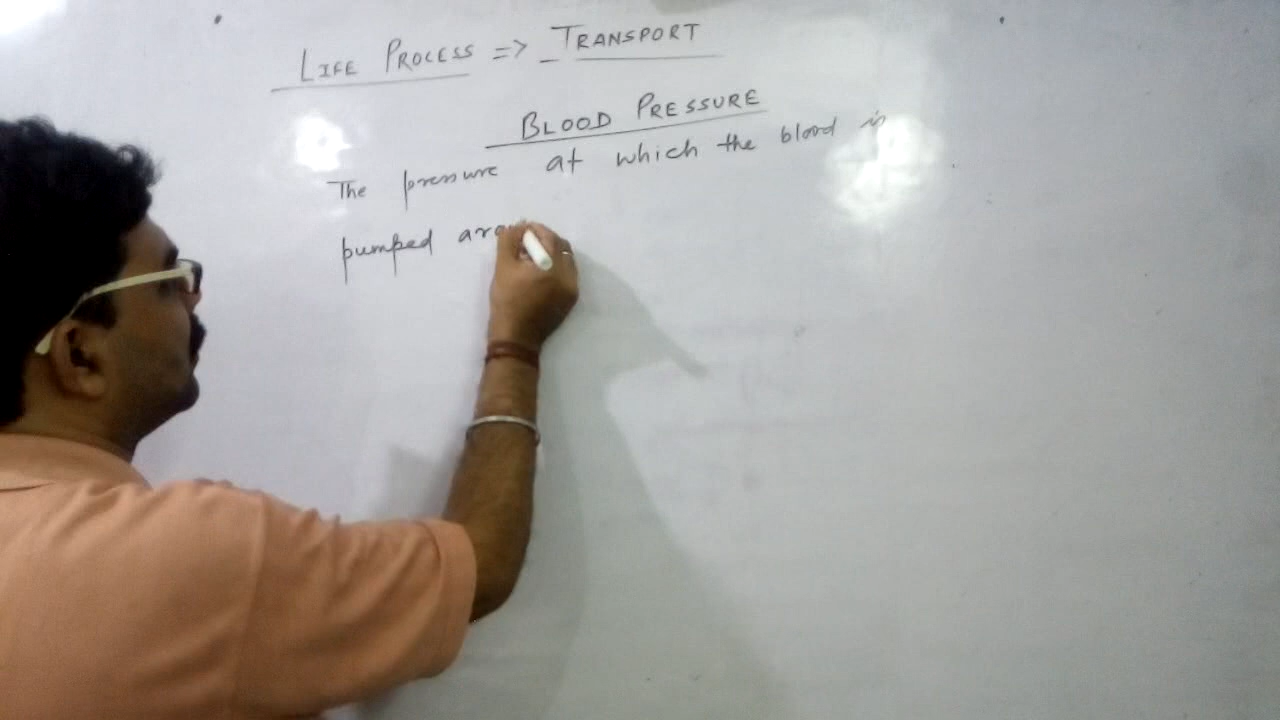 LIFE PROCESS => TRANSPORT
BLOOD PRESSURE
The pressure at which the blood is
pumped